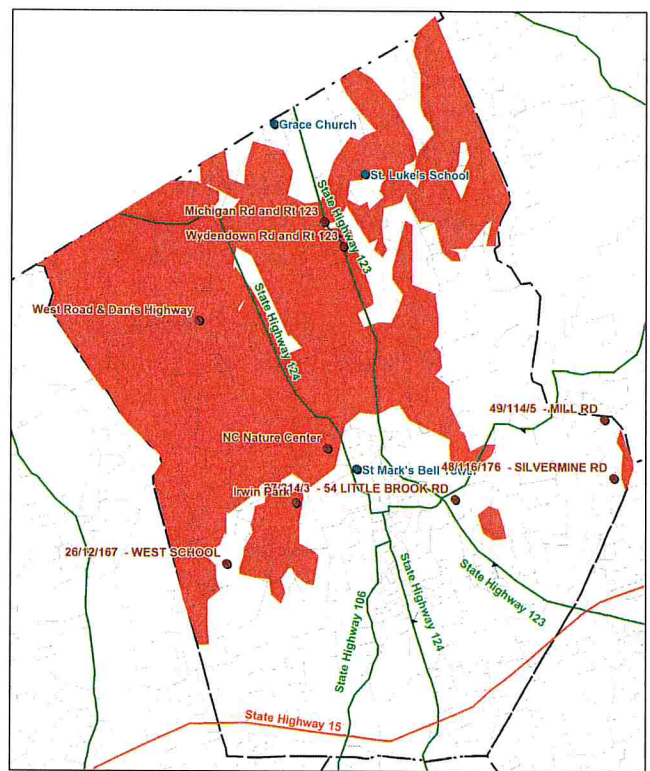 Grace Church
St. Luke's School
State Highway 123
Michigan Rd and Rt 123
Wydendown Rd and Rt 123
West Road & Dan's Highway
State Highway 124
49/114/5 - MILL RD
NC Nature Center
St Mark's Bell
48/116/176 - SILVERMINE RD
Irwin Park
- 54 LITTLE BROOK RD
26/12/167 - WEST SCHOOL
State Highway 106
State Highway 124
State Highway 123
State Highway 15